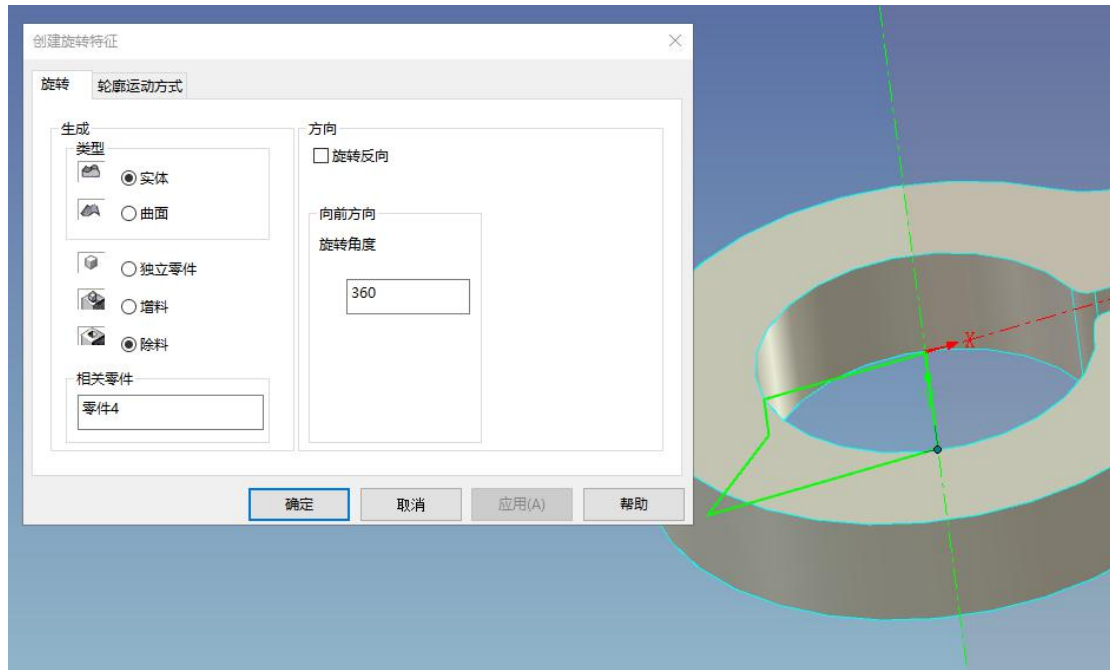 创建旋转特征
旋转 轮廓运动方式
生成
类型
实体
曲面
独立零件
增料
除料
相关零件
零件4
方向
旋转反向
向前方向
旋转角度
360
确定 取消 应用(A) 帮助
X